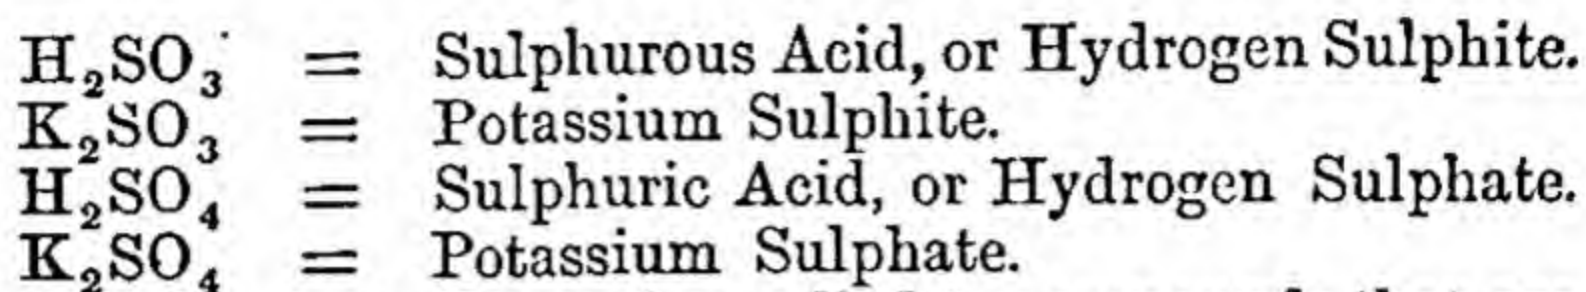 H₂SO₃ = Sulphurous Acid, or Hydrogen Sulphite.
K₂SO₃ = Potassium Sulphite.
H₂SO₄ = Sulphuric Acid, or Hydrogen Sulphate.
K₂SO₄ = Potassium Sulphate.